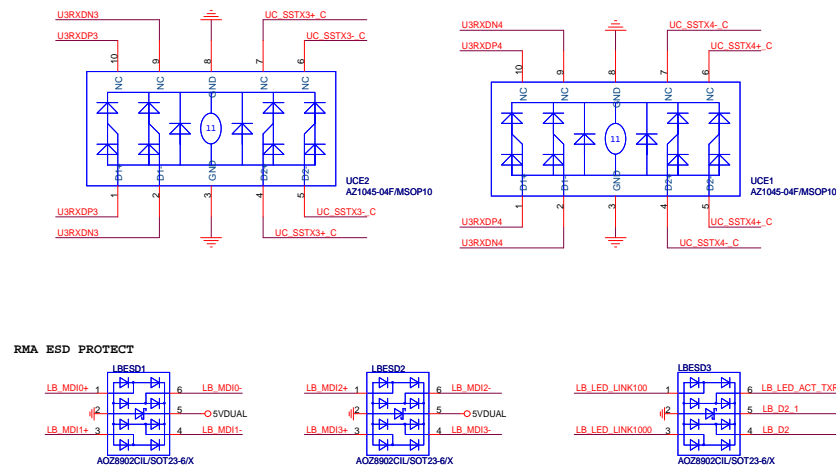 U3RXDN3
UC_SSTX3+_C
U3RXDP3
UC_SSTX3-_C
10 9 8 7 6
NC NC GND NC NC
11
UCE2
AZ1045-04F/MSOP10
D1+ D1- GND D2+ D2-
1 2 3 4 5
U3RXDP3
UC_SSTX3-_C
U3RXDN3
UC_SSTX3+_C
U3RXDN4
UC_SSTX4-_C
U3RXDP4
UC_SSTX4+_C
10 9 8 7 6
NC NC GND NC NC
11
UCE1
AZ1045-04F/MSOP10
D1+ D1- GND D2+ D2-
1 2 3 4 5
U3RXDP4
UC_SSTX4+_C
U3RXDN4
UC_SSTX4-_C
RMA ESD PROTECT
LBESD1
LB_MDI0+ 1 6 LB_MDI0-
2 5 5VDUAL
LB_MDI1+ 3 4 LB_MDI1-
AOZ8902CIL/SOT23-6/X
LBESD2
LB_MDI2+ 1 6 LB_MDI2-
2 5 5VDUAL
LB_MDI3+ 3 4 LB_MDI3-
AOZ8902CIL/SOT23-6/X
LBESD3
LB_LED_LINK100 1 6 LB_LED_ACT_TXR
2 5 LB_D2_1
LB_LED_LINK1000 3 4 LB_D2
AOZ8902CIL/SOT23-6/X